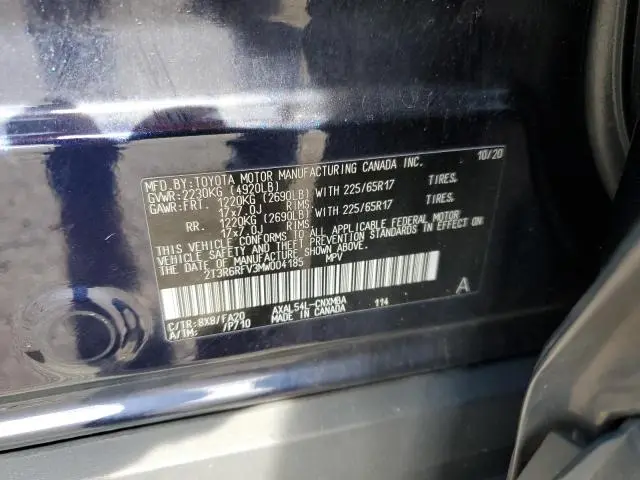 MFD.BY:TOYOTA MOTOR MANUFACTURING CANADA INC. 10/20
GVWR:2230KG (4920LB)
GAWR:FRT. 1220KG (2690LB) WITH 225/65R17 TIRES.
17x7.0J RIMS
RR. 1220KG (2690LB) WITH 225/65R17 TIRES.
17x7.0J RIMS
THIS VEHICLE CONFORMS TO ALL APPLICABLE FEDERAL MOTOR
VEHICLE SAFETY, BUMPER, AND THEFT PREVENTION STANDARDS
IN EFFECT ON THE DATE OF MANUFACTURE SHOWN ABOVE.
2T3R6RFV3MW004185 MPV
C/TR:8X8/FA20 AXAL54L-CNXMBA 114 A
A/TM: /P710 MADE IN CANADA